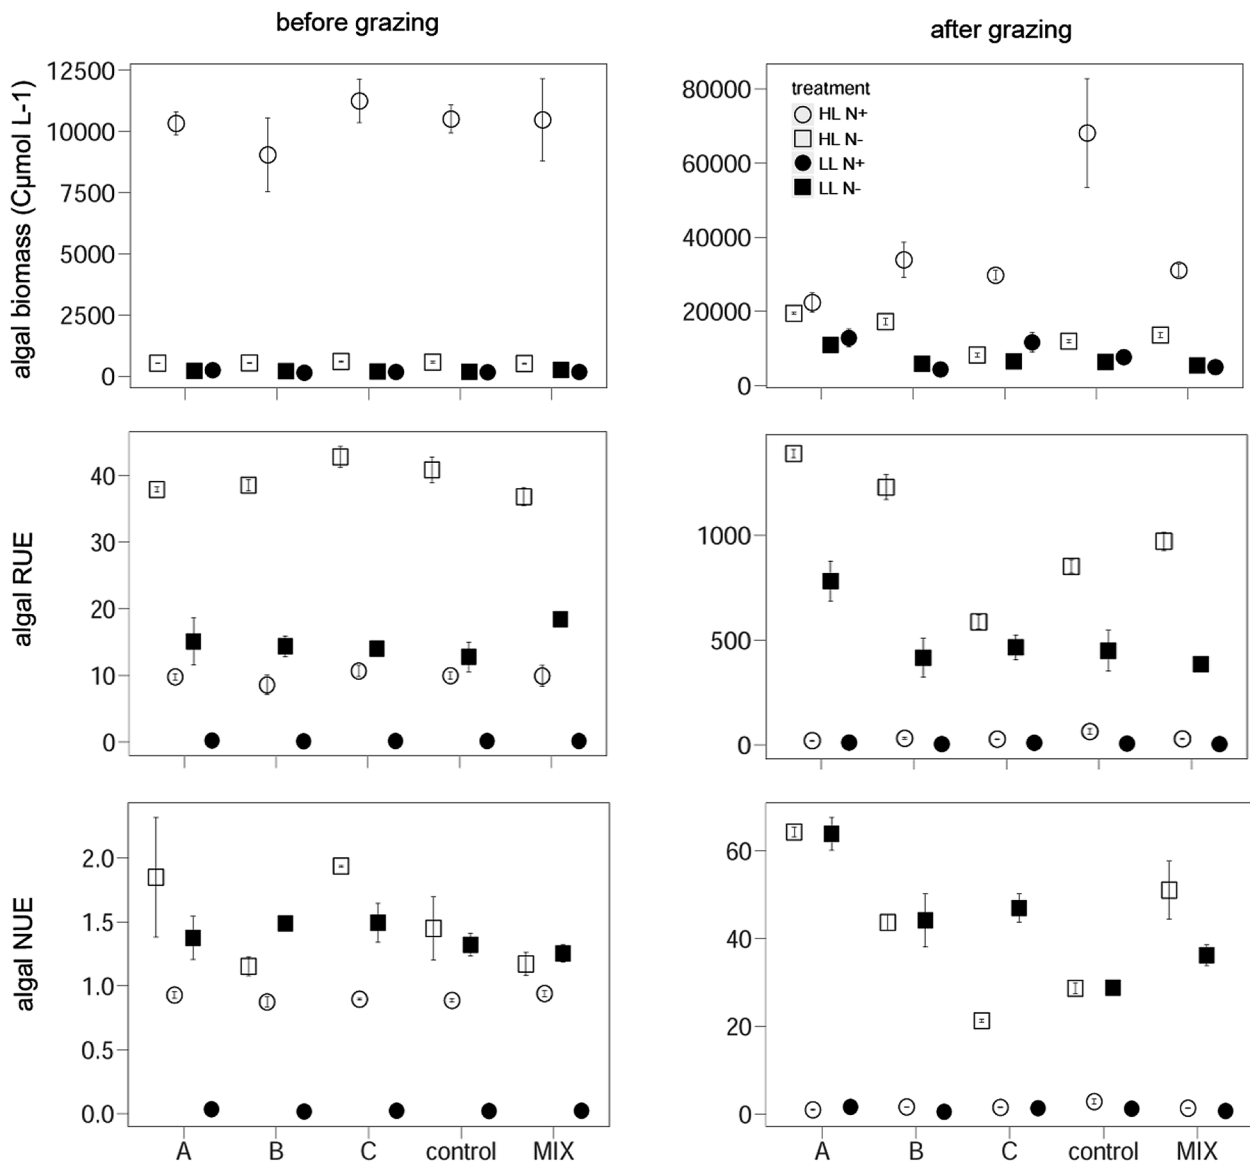 before grazing
after grazing
algal biomass (Cµmol L-1)
12500
10000
7500
5000
2500
0
80000
60000
40000
20000
0
treatment
HL N+
HL N-
LL N+
LL N-
algal RUE
40
30
20
10
0
1000
500
0
algal NUE
2.0
1.5
1.0
0.5
0.0
A B C control MIX
60
40
20
0
A B C control MIX